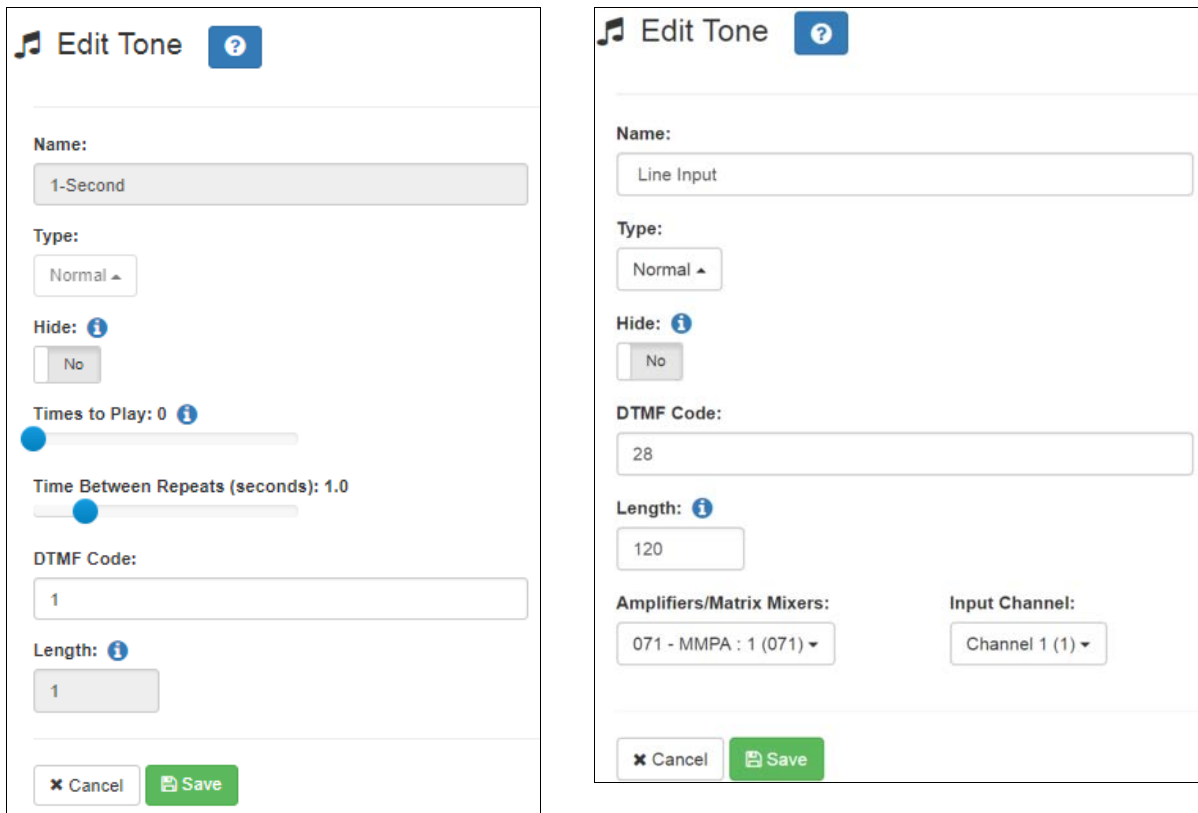 Edit Tone
Name:
1-Second
Type:
Normal
Hide:
No
Times to Play: 0
Time Between Repeats (seconds): 1.0
DTMF Code:
1
Length:
1
Cancel
Save
Edit Tone
Name:
Line Input
Type:
Normal
Hide:
No
DTMF Code:
28
Length:
120
Amplifiers/Matrix Mixers:
Input Channel:
071 - MMPA : 1 (071)
Channel 1 (1)
Cancel
Save